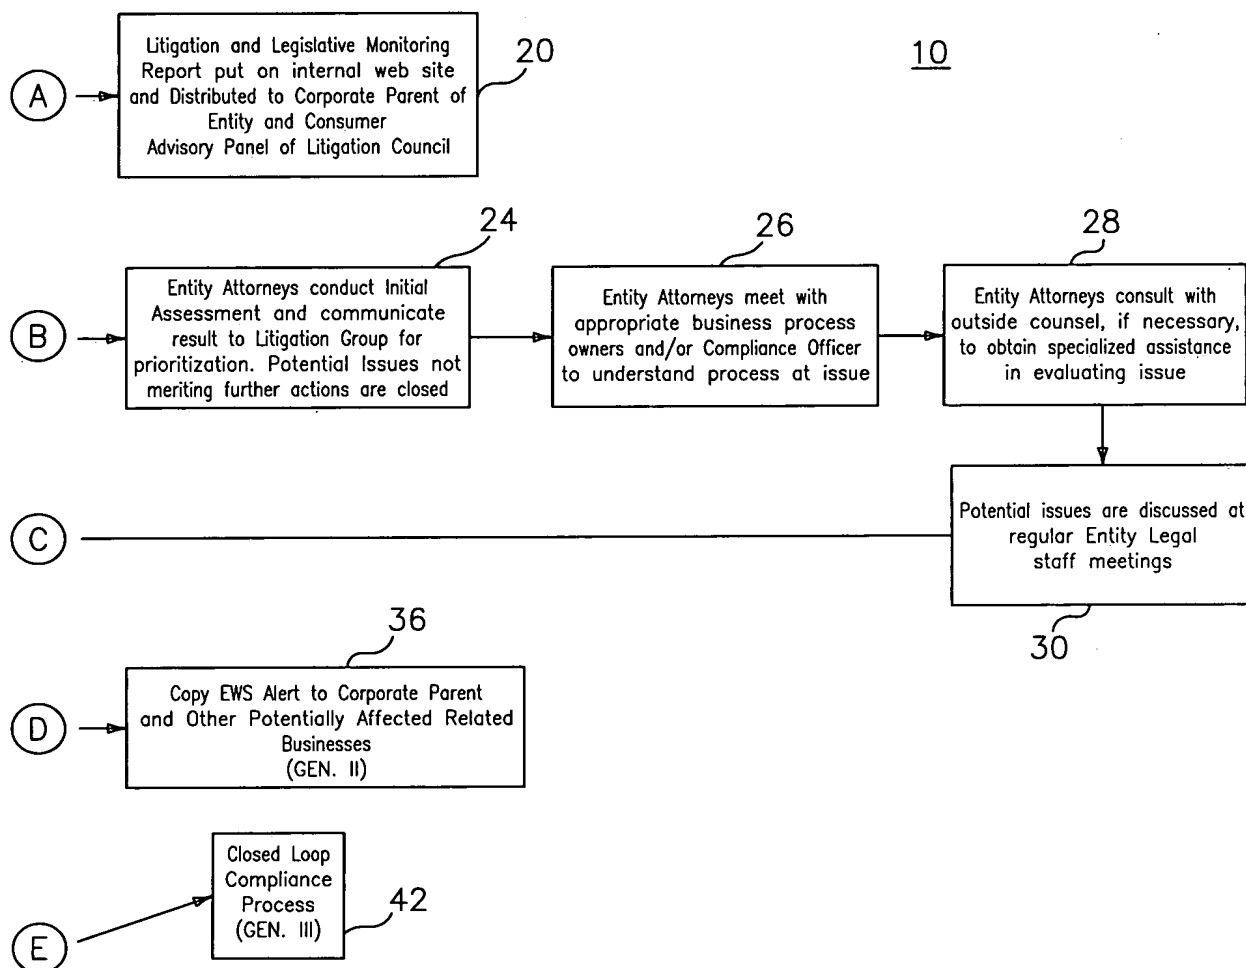 10
A
Litigation and Legislative Monitoring
Report put on internal web site
and Distributed to Corporate Parent of
Entity and Consumer
Advisory Panel of Litigation Council
20
B
Entity Attorneys conduct Initial
Assessment and communicate
result to Litigation Group for
prioritization. Potential Issues not
meriting further actions are closed
24
Entity Attorneys meet with
appropriate business process
owners and/or Compliance Officer
to understand process at issue
26
Entity Attorneys consult with
outside counsel, if necessary,
to obtain specialized assistance
in evaluating issue
28
C
Potential issues are discussed at
regular Entity Legal
staff meetings
30
D
Copy EWS Alert to Corporate Parent
and Other Potentially Affected Related
Businesses
(GEN. II)
36
E
Closed Loop
Compliance
Process
(GEN. III)
42